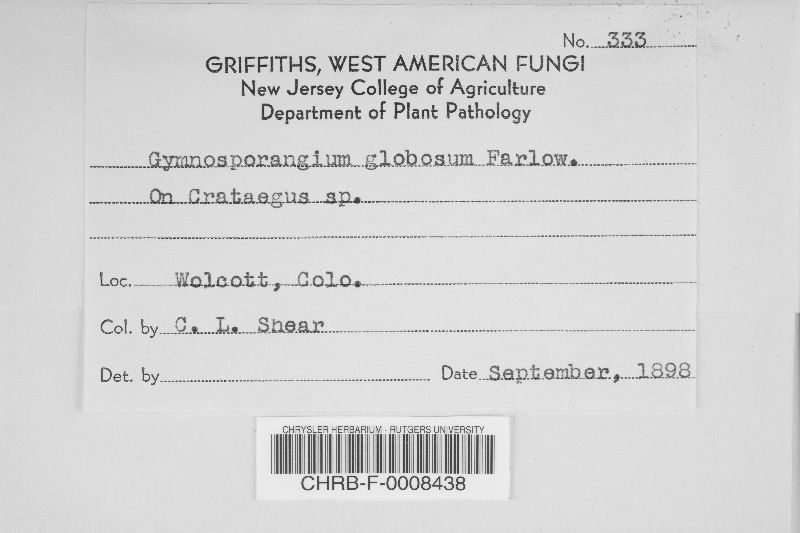 No. 333
GRIFFITHS, WEST AMERICAN FUNGI
New Jersey College of Agriculture
Department of Plant Pathology
Gymnosporangium globosum Farlow.
On Crataegus sp.
Loc. Wolcott, Colo.
Col. by C. L. Shear
Det. by Date September, 1898
CHRYSLER HERBARIUM - RUTGERS UNIVERSITY
CHRB-F-0008438